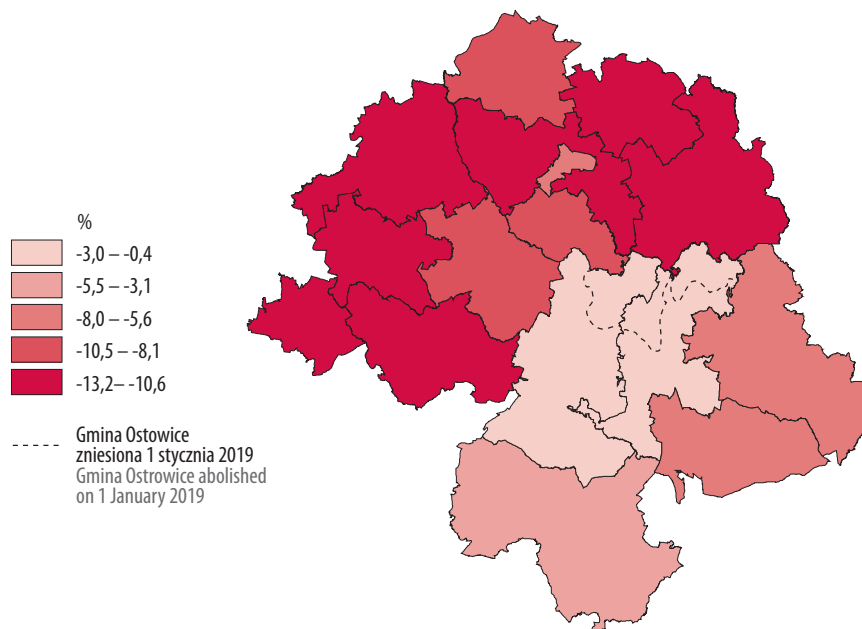 %
-3,0 – -0,4
-5,5 – -3,1
-8,0 – -5,6
-10,5 – -8,1
-13,2– -10,6
Gmina Ostowice
zniesiona 1 stycznia 2019
Gmina Ostrowice abolished
on 1 January 2019